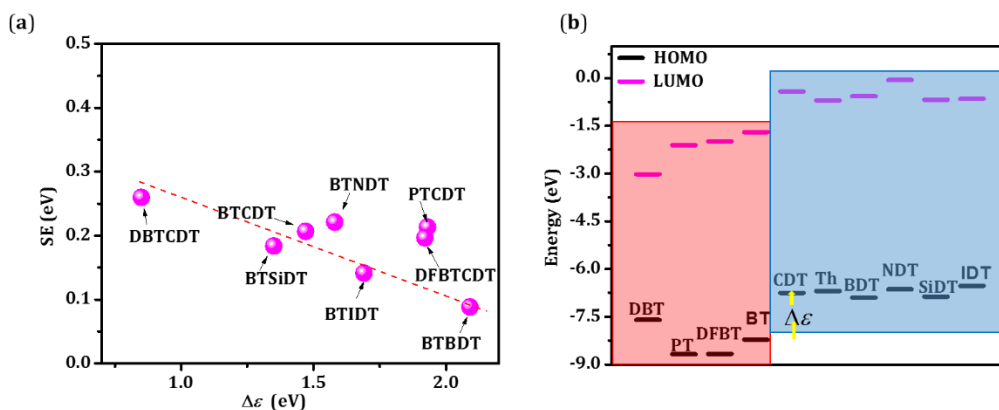 (a)
0.5
0.4
0.3
0.2
0.1
0.0
SE (eV)
DBTCDT
BTCDT
BTSiDT
BTNDT
BTIDT
PTCDT
DFBTCDT
BTBDT
1.0
1.5
2.0
Δε (eV)
(b)
HOMO
LUMO
0.0
-1.5
-3.0
-4.5
-6.0
-7.5
-9.0
Energy (eV)
DBT
PT
DFBT
BT
CDT
Th
BDT
NDT
SiDT
IDT
Δε